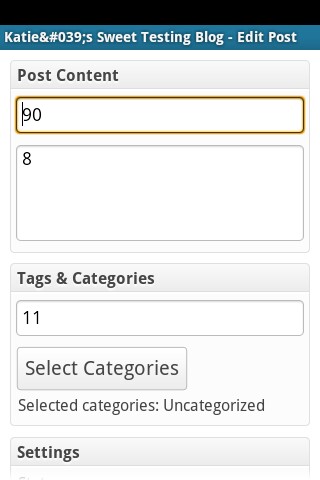 Katie&#039;s Sweet Testing Blog - Edit Post
Post Content
90
8
Tags & Categories
11
Select Categories
Selected categories: Uncategorized
Settings